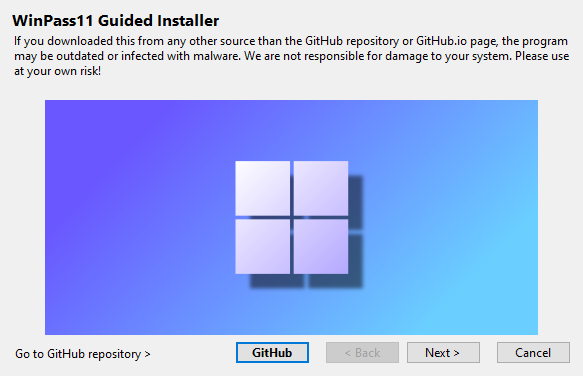 WinPass11 Guided Installer
If you downloaded this from any other source than the GitHub repository or GitHub.io page, the program
may be outdated or infected with malware. We are not responsible for damage to your system. Please use
at your own risk!
Go to GitHub repository >
GitHub
< Back
Next >
Cancel